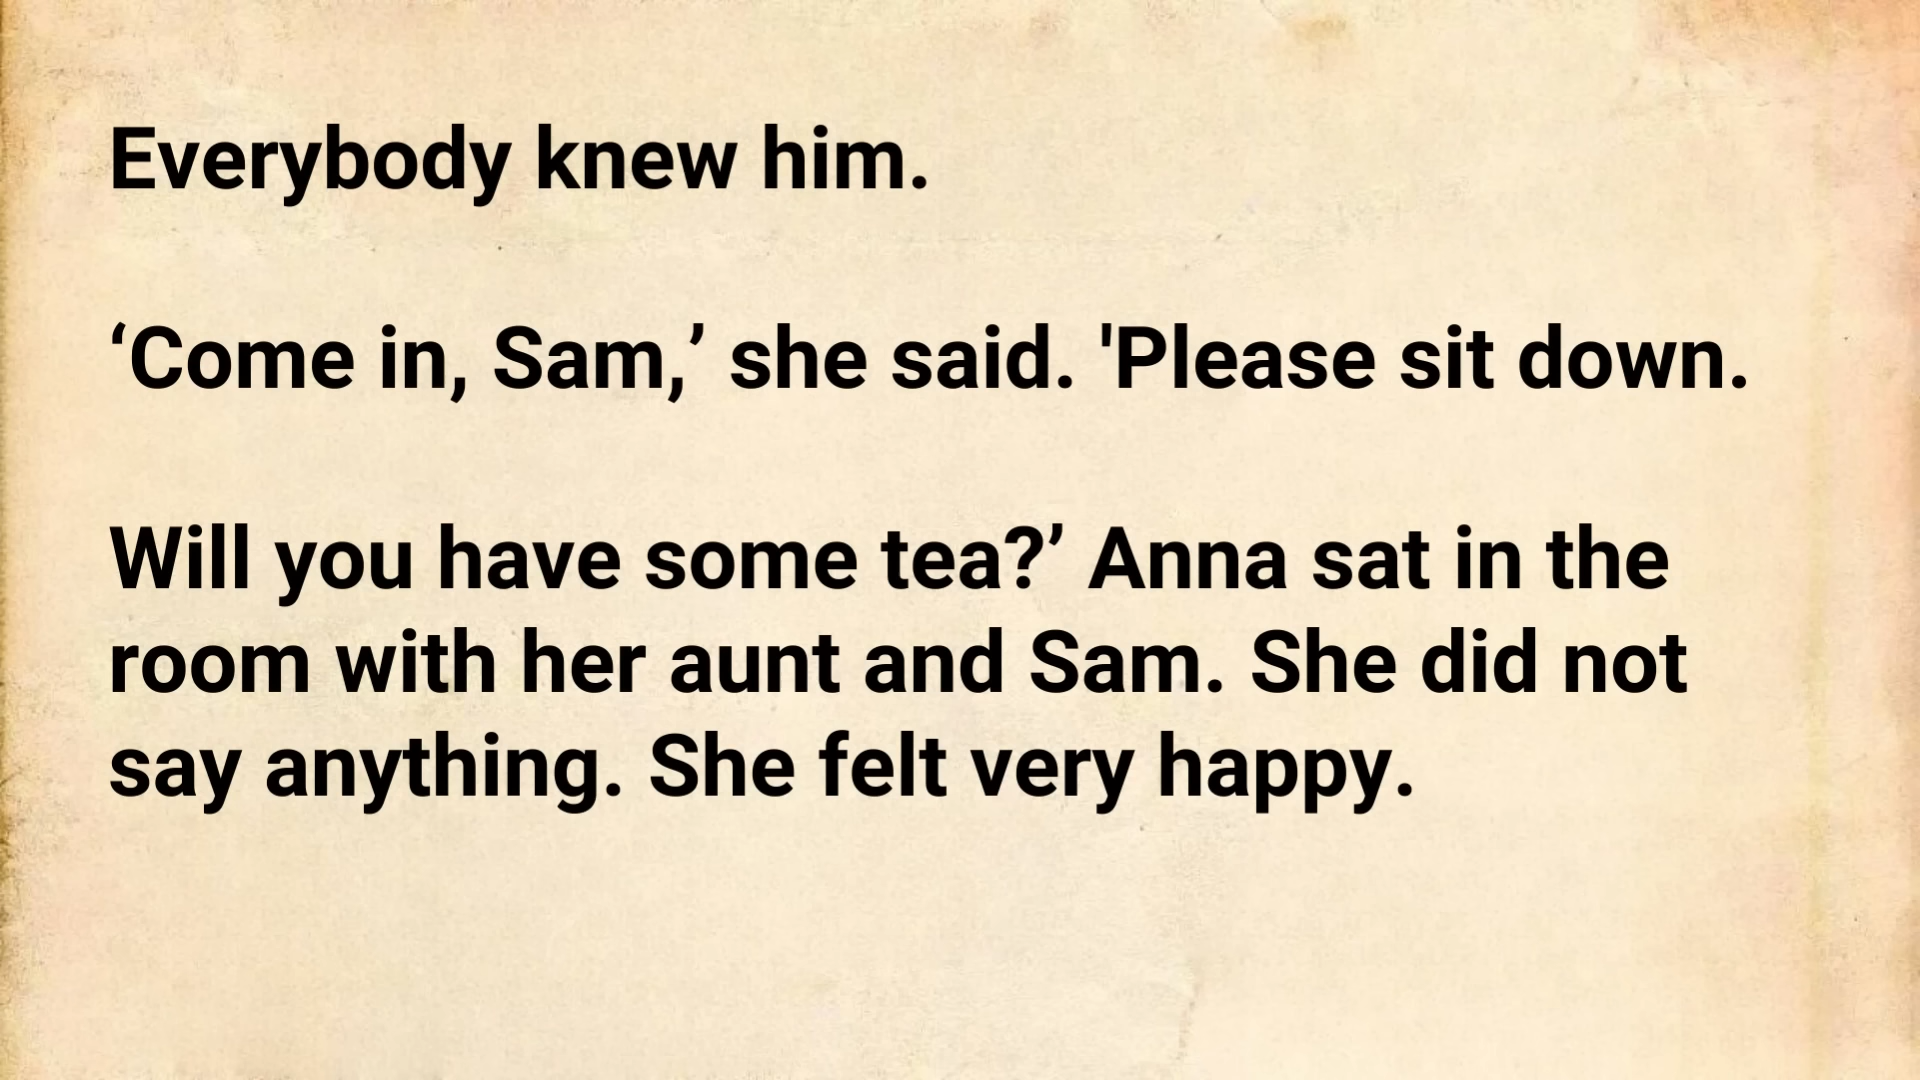 Everybody knew him.
‘Come in, Sam,’ she said. 'Please sit down.
Will you have some tea?’ Anna sat in the
room with her aunt and Sam. She did not
say anything. She felt very happy.